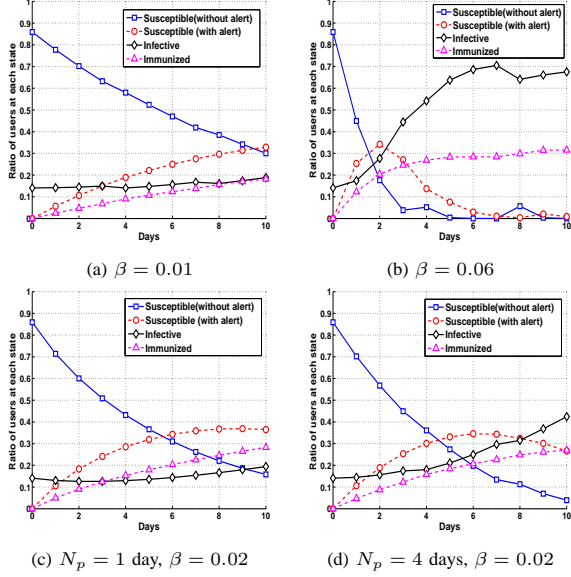 1
0.9
0.8
0.7
0.6
0.5
0.4
0.3
0.2
0.1
0
Ratio of users at each state
Susceptible(without alert)
Susceptible (with alert)
Infective
Immunized
0 2 4 6 8 10
Days
(a) β = 0.01
1
0.9
0.8
0.7
0.6
0.5
0.4
0.3
0.2
0.1
0
Ratio of users at each state
Susceptible(without alert)
Susceptible (with alert)
Infective
Immunized
0 2 4 6 8 10
Days
(b) β = 0.06
1
0.9
0.8
0.7
0.6
0.5
0.4
0.3
0.2
0.1
0
Ratio of users at each state
Susceptible(without alert)
Susceptible (with alert)
Infective
Immunized
0 2 4 6 8 10
Days
(c) Nₚ = 1 day, β = 0.02
1
0.9
0.8
0.7
0.6
0.5
0.4
0.3
0.2
0.1
0
Ratio of users at each state
Susceptible(without alert)
Susceptible (with alert)
Infective
Immunized
0 2 4 6 8 10
Days
(d) Nₚ = 4 days, β = 0.02